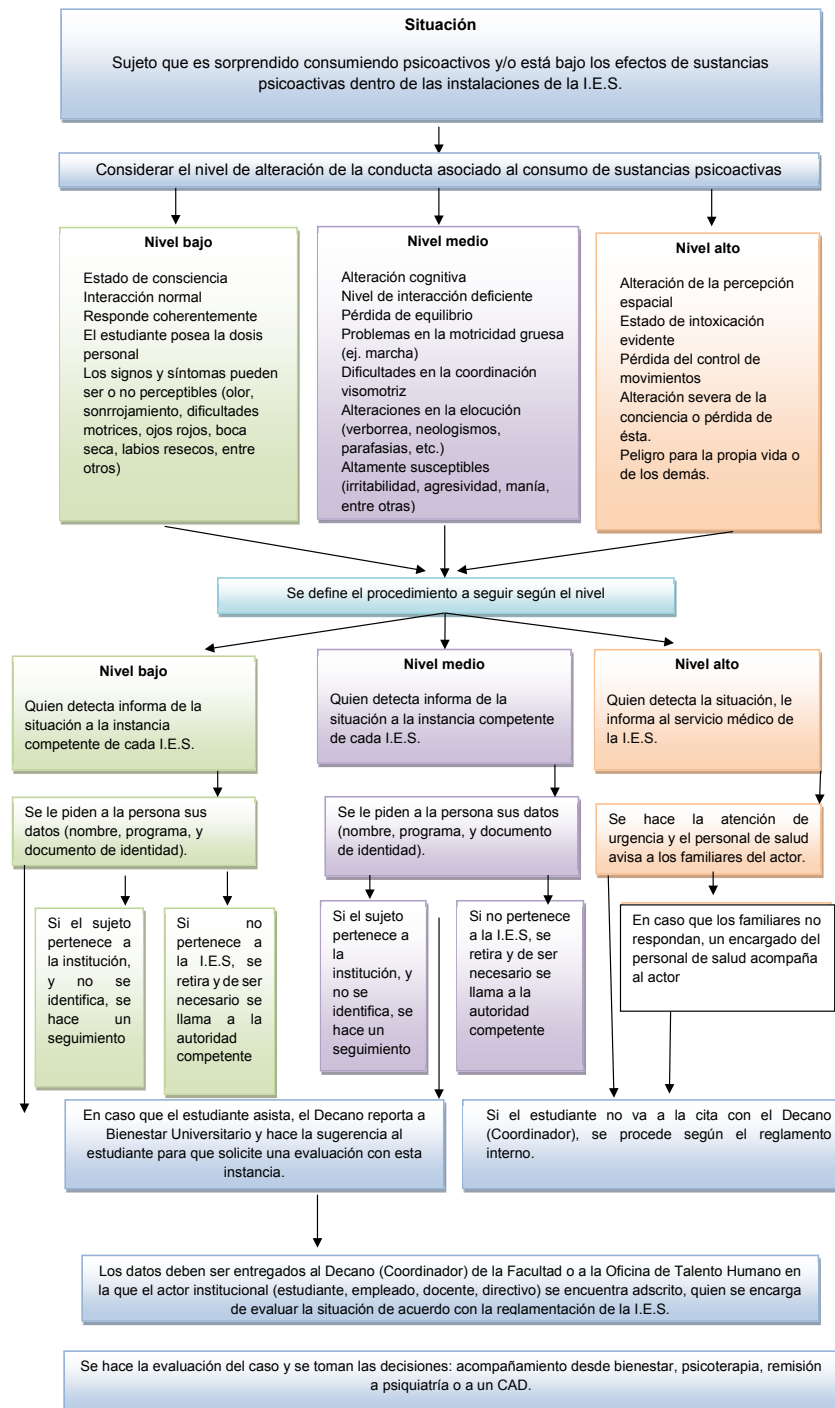 Situación
Sujeto que es sorprendido consumiendo psicoactivos y/o está bajo los efectos de sustancias
psicoactivas dentro de las instalaciones de la I.E.S.
Considerar el nivel de alteración de la conducta asociado al consumo de sustancias psicoactivas
Nivel bajo
Estado de consciencia
Interacción normal
Responde coherentemente
El estudiante posea la dosis
personal
Los signos y síntomas pueden
ser o no perceptibles (olor,
sonrrojamiento, dificultades
motrices, ojos rojos, boca
seca, labios resecos, entre
otros)
Nivel medio
Alteración cognitiva
Nivel de interacción deficiente
Pérdida de equilibrio
Problemas en la motricidad gruesa
(ej. marcha)
Dificultades en la coordinación
visomotriz
Alteraciones en la elocución
(verborrea, neologismos,
parafasias, etc.)
Altamente susceptibles
(irritabilidad, agresividad, manía,
entre otras)
Nivel alto
Alteración de la percepción
espacial
Estado de intoxicación
evidente
Pérdida del control de
movimientos
Alteración severa de la
conciencia o pérdida de
ésta.
Peligro para la propia vida o
de los demás.
Se define el procedimiento a seguir según el nivel
Nivel bajo
Quien detecta informa de la
situación a la instancia
competente de cada I.E.S.
Nivel medio
Quien detecta informa de la
situación a la instancia competente
de cada I.E.S.
Nivel alto
Quien detecta la situación, le
informa al servicio médico de
la I.E.S.
Se le piden a la persona sus
datos (nombre, programa, y
documento de identidad).
Se le piden a la persona sus datos
(nombre, programa, y documento
de identidad).
Se hace la atención de
urgencia y el personal de salud
avisa a los familiares del actor.
Si el sujeto
pertenece a
la institución,
y no se
identifica, se
hace un
seguimiento
Si no
pertenece a
la I.E.S, se
retira y de ser
necesario se
llama a la
autoridad
competente
Si el sujeto
pertenece a
la
institución, y
no se
identifica, se
hace un
seguimiento
Si no pertenece
a la I.E.S, se
retira y de ser
necesario se
llama a la
autoridad
competente
En caso que los familiares no
respondan, un encargado del
personal de salud acompaña
al actor
En caso que el estudiante asista, el Decano reporta a
Bienestar Universitario y hace la sugerencia al
estudiante para que solicite una evaluación con esta
instancia.
Si el estudiante no va a la cita con el Decano
(Coordinador), se procede según el reglamento
interno.
Los datos deben ser entregados al Decano (Coordinador) de la Facultad o a la Oficina de Talento Humano en
la que el actor institucional (estudiante, empleado, docente, directivo) se encuentra adscrito, quien se encarga
de evaluar la situación de acuerdo con la reglamentación de la I.E.S.
Se hace la evaluación del caso y se toman las decisiones: acompañamiento desde bienestar, psicoterapia, remisión
a psiquiatría o a un CAD.